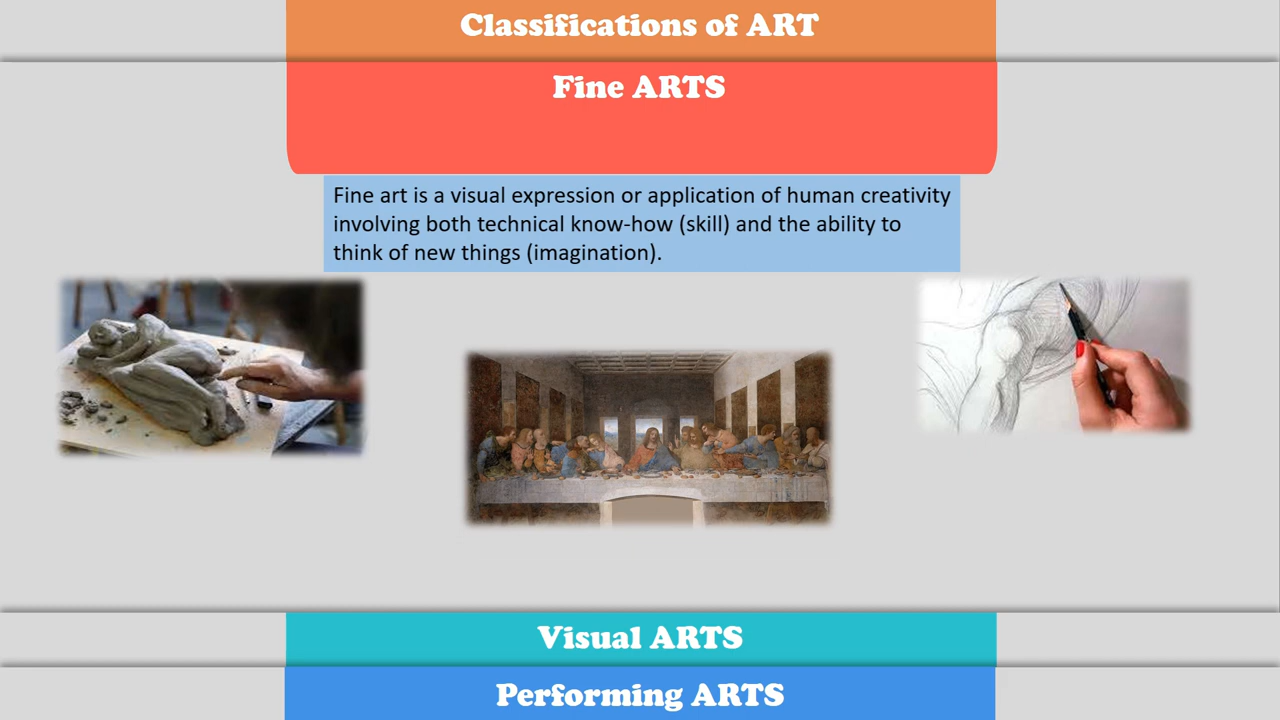 Classifications of ART
Fine ARTS
Fine art is a visual expression or application of human creativity
involving both technical know-how (skill) and the ability to
think of new things (imagination).
Visual ARTS
Performing ARTS